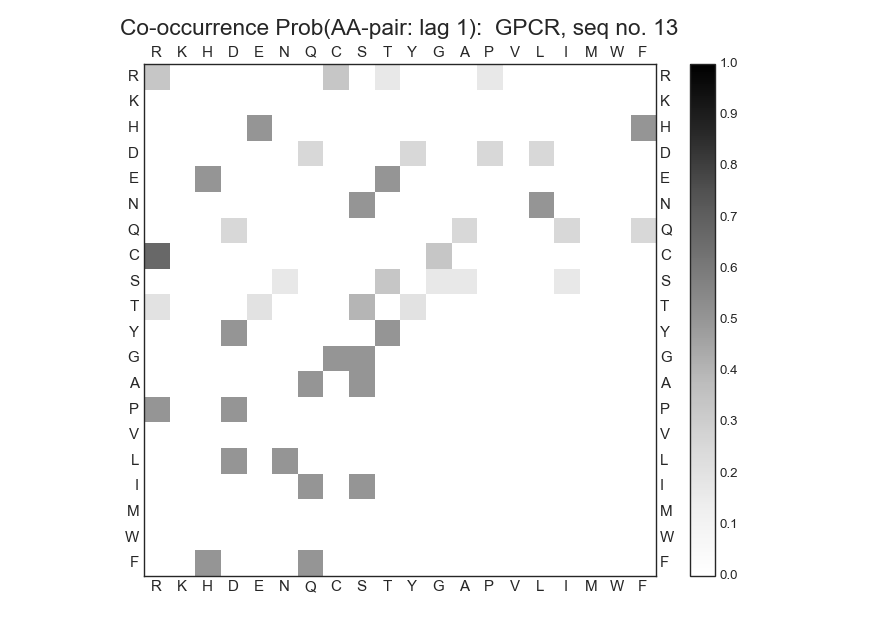 Co-occurrence Prob(AA-pair: lag 1):  GPCR, seq no. 13
R K H D E N Q C S T Y G A P V L I M W F
R R 1.0
K K
0.9
H H
D D 0.8
E E
0.7
N N
Q Q 0.6
C C
S S
0.5
T T
Y Y
0.4
G G
A A
P P 0.3
V V
L L 0.2
I I
M M 0.1
W W
F F
0.0
R K H D E N Q C S T Y G A P V L I M W F